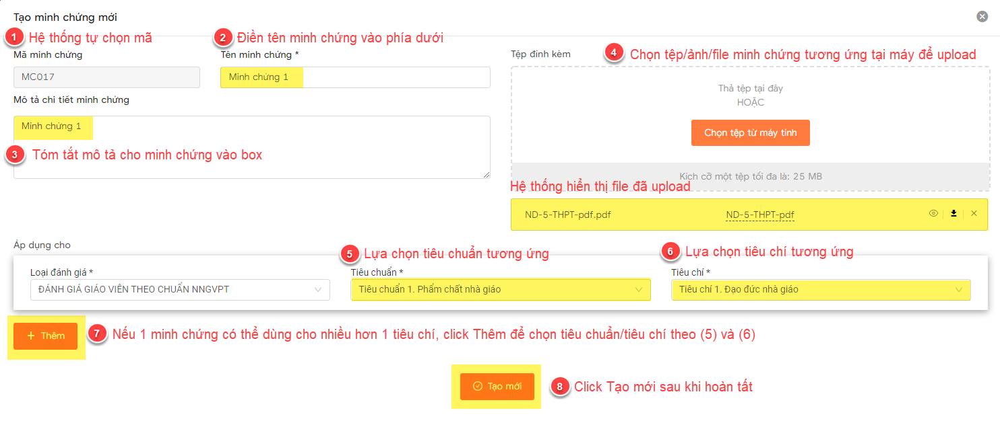 Tạo minh chứng mới
1 Hệ thống tự chọn mã
2 Điền tên minh chứng vào phía dưới
Mã minh chứng
Tên minh chứng *
Tệp đính kèm
4 Chọn tệp/ảnh/file minh chứng tương ứng tại máy để upload
MC017
Minh chứng 1
Thả tệp tại đây
HOẶC
Mô tả chi tiết minh chứng
Minh chứng 1
Chọn tệp từ máy tính
3 Tóm tắt mô tả cho minh chứng vào box
Kích cỡ một tệp tối đa là: 25 MB
Hệ thống hiển thị file đã upload
ND-5-THPT-pdf.pdf
ND-5-THPT-pdf
Áp dụng cho
5 Lựa chọn tiêu chuẩn tương ứng
6 Lựa chọn tiêu chí tương ứng
Loại đánh giá *
Tiêu chuẩn *
Tiêu chí *
ĐÁNH GIÁ GIÁO VIÊN THEO CHUẨN NNGVPT
Tiêu chuẩn 1. Phẩm chất nhà giáo
Tiêu chí 1. Đạo đức nhà giáo
+ Thêm
7 Nếu 1 minh chứng có thể dùng cho nhiều hơn 1 tiêu chí, click Thêm để chọn tiêu chuẩn/tiêu chí theo (5) và (6)
Tạo mới
8 Click Tạo mới sau khi hoàn tất